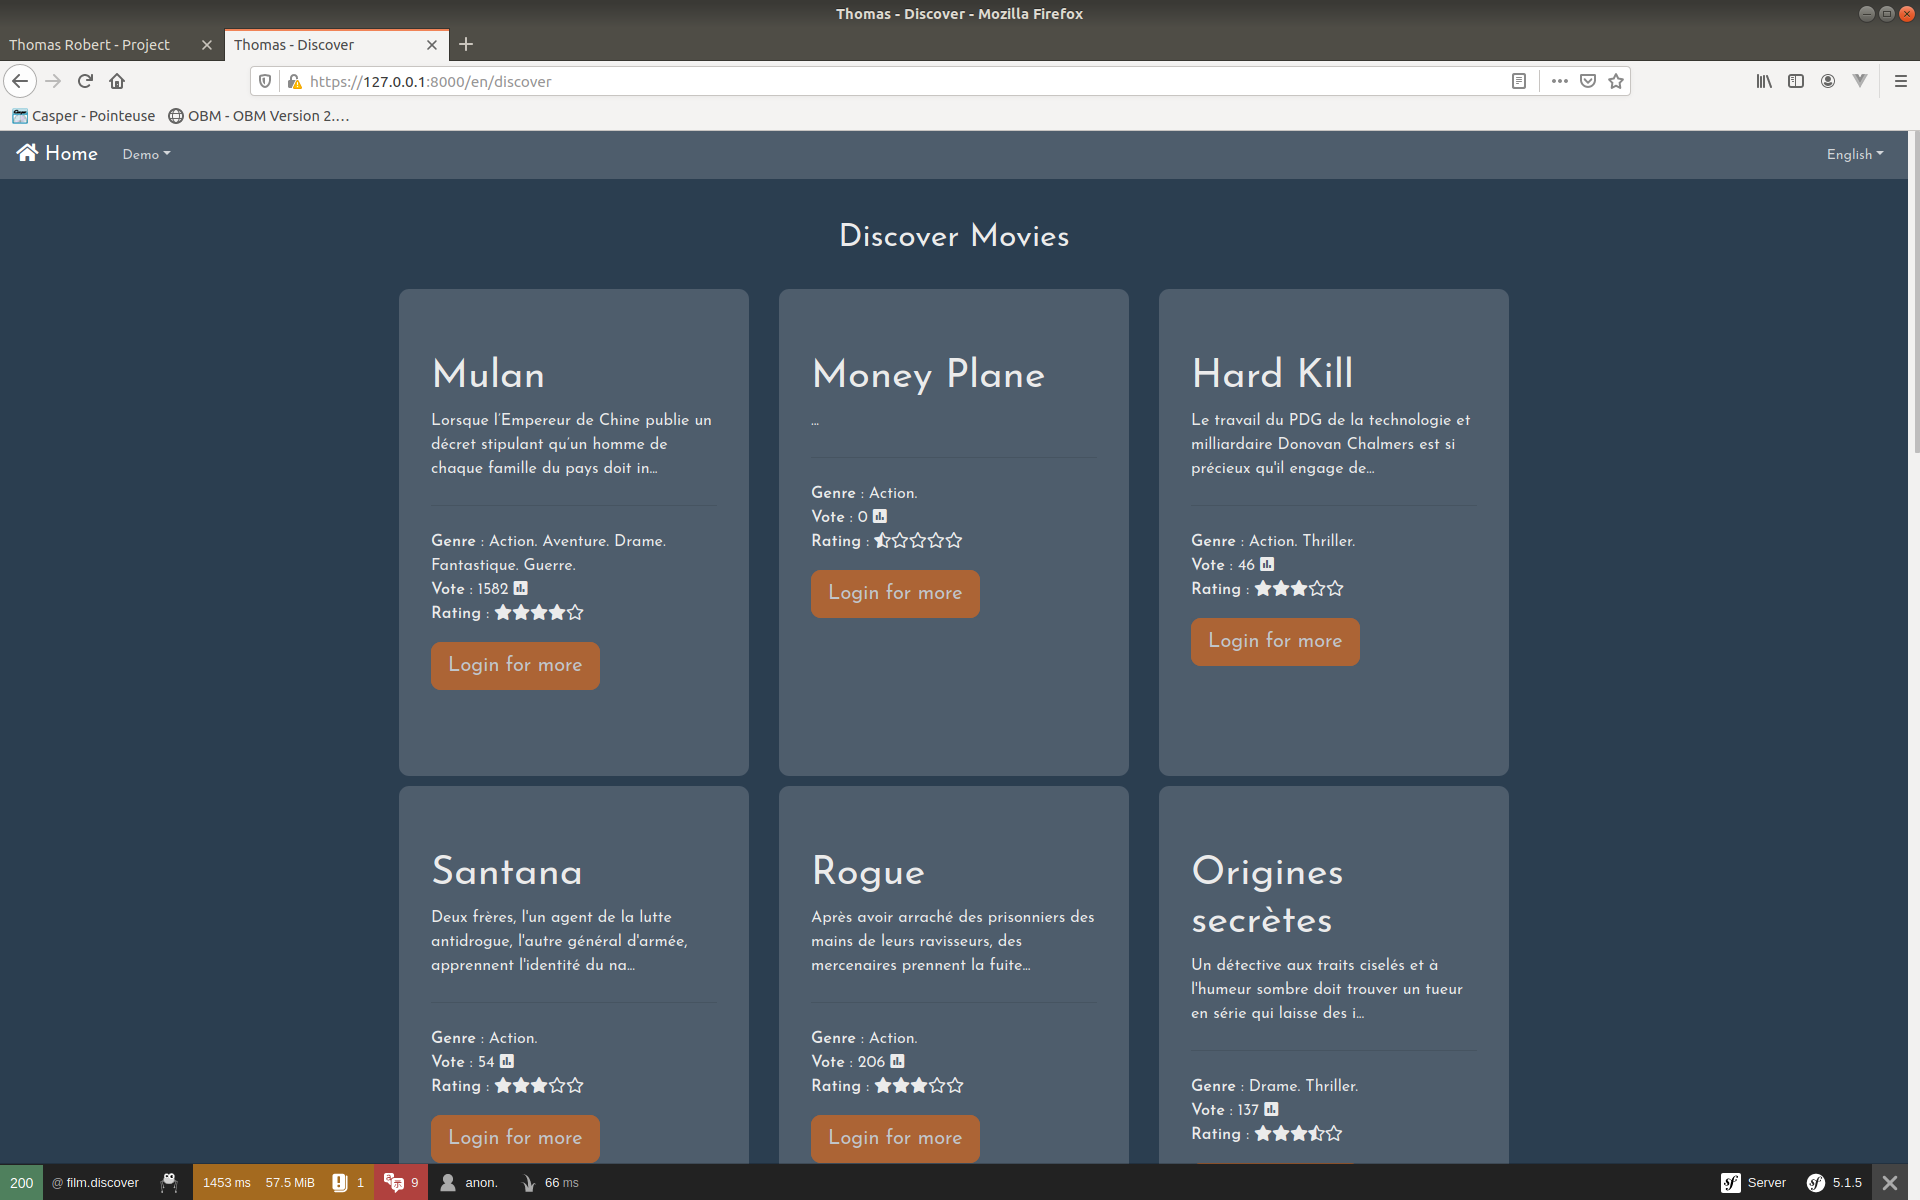 Thomas - Discover - Mozilla Firefox
Thomas Robert - Project
Thomas - Discover
https://127.0.0.1:8000/en/discover
Casper - Pointeuse
OBM - OBM Version 2....
Home
Demo
English
Discover Movies
Mulan
Lorsque l'Empereur de Chine publie un
décret stipulant qu'un homme de
chaque famille du pays doit in...
Genre : Action. Aventure. Drame.
Fantastique. Guerre.
Vote : 1582
Rating :
Login for more
Money Plane
...
Genre : Action.
Vote : 0
Rating :
Login for more
Hard Kill
Le travail du PDG de la technologie et
milliardaire Donovan Chalmers est si
précieux qu'il engage de...
Genre : Action. Thriller.
Vote : 46
Rating :
Login for more
Santana
Deux frères, l'un agent de la lutte
antidrogue, l'autre général d'armée,
apprennent l'identité du na...
Genre : Action.
Vote : 54
Rating :
Login for more
Rogue
Après avoir arraché des prisonniers des
mains de leurs ravisseurs, des
mercenaires prennent la fuite...
Genre : Action.
Vote : 206
Rating :
Login for more
Origines
secrètes
Un détective aux traits ciselés et à
l'humeur sombre doit trouver un tueur
en série qui laisse des i...
Genre : Drame. Thriller.
Vote : 137
Rating :
200
@ film.discover
1453 ms
57.5 MiB
1
9
anon.
66 ms
Server
5.1.5